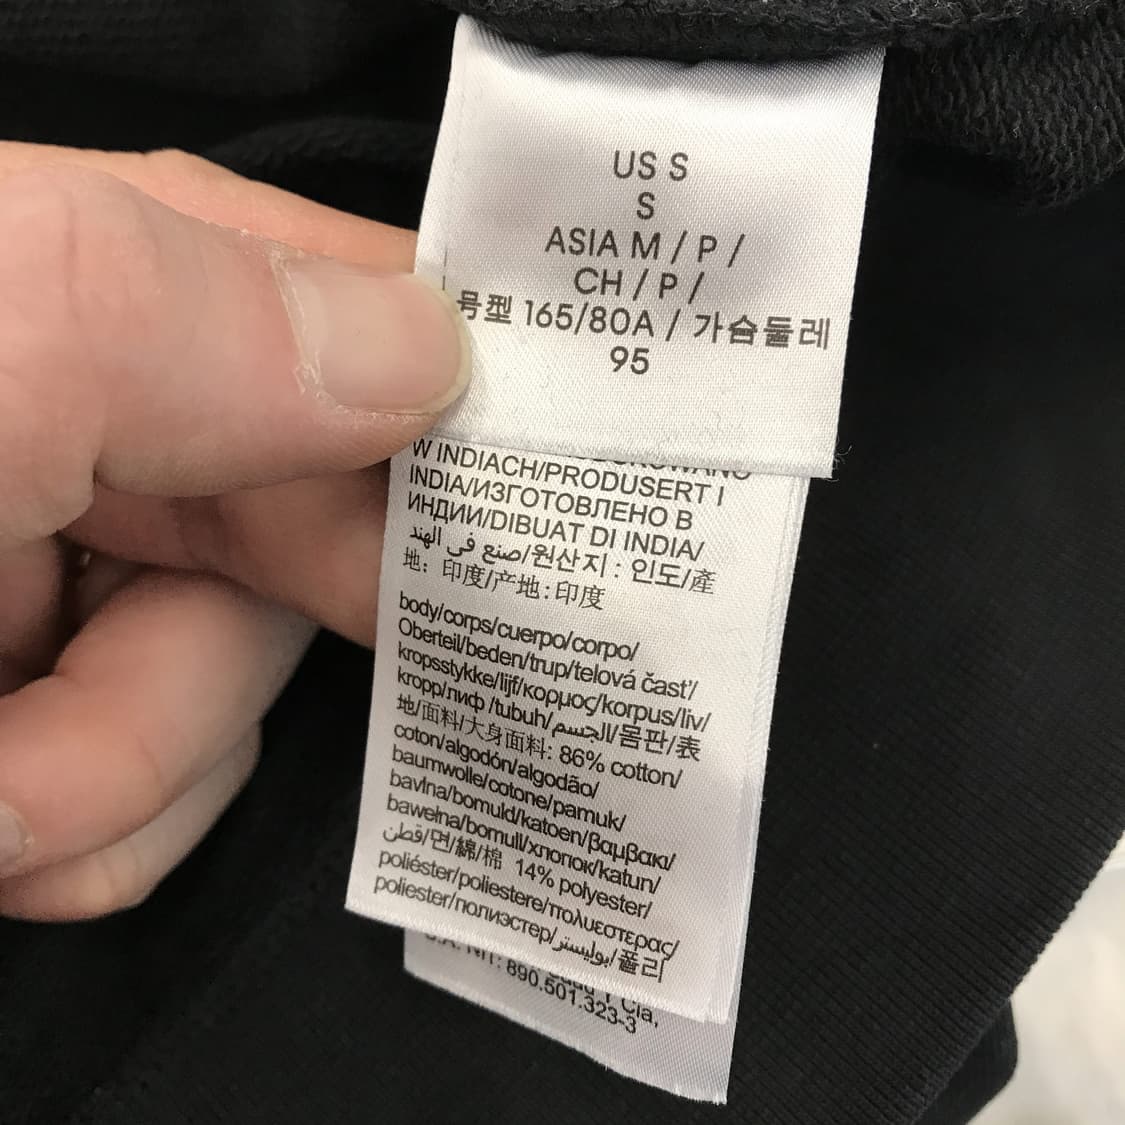 US S
S
ASIA M / P /
CH / P /
号型 165/80A / 가슴둘레
95
W INDIACH/PRODUSERT I
INDIA/ИЗГОТОВЛЕНО В
ИНДИИ/DIBUAT DI INDIA/
صنع في الهند/원산지 : 인도/產
地: 印度/产地:印度
body/corps/cuerpo/corpo/
Oberteil/beden/trup/telová časť/
kropsstykke/lijf/κορμος/korpus/liv/
kropp/лиф /tubuh/الجسم/몸판/表
地/面料/大身面料: 86% cotton/
coton/algodón/algodão/
baumwolle/cotone/pamuk/
bavlna/bomuld/katoen/βαμβακι/
bawełna/bomull/хлопок/katun/
قطن/면/綿/棉 14% polyester/
poliéster/poliestere/πολυεστερας/
poliester/полиэстер/بوليستر/폴리
Cia,
S.A. NIT: 890.501.323-3